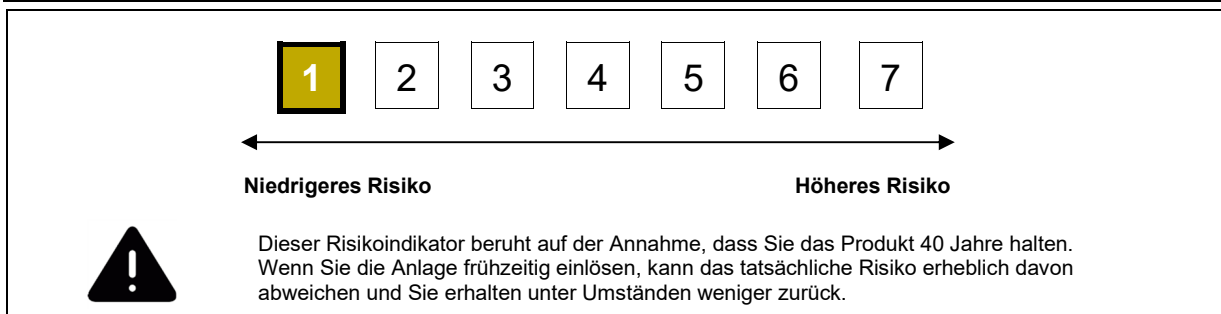 1 2 3 4 5 6 7
Niedrigeres Risiko Höheres Risiko
Dieser Risikoindikator beruht auf der Annahme, dass Sie das Produkt 40 Jahre halten.
Wenn Sie die Anlage frühzeitig einlösen, kann das tatsächliche Risiko erheblich davon
abweichen und Sie erhalten unter Umständen weniger zurück.